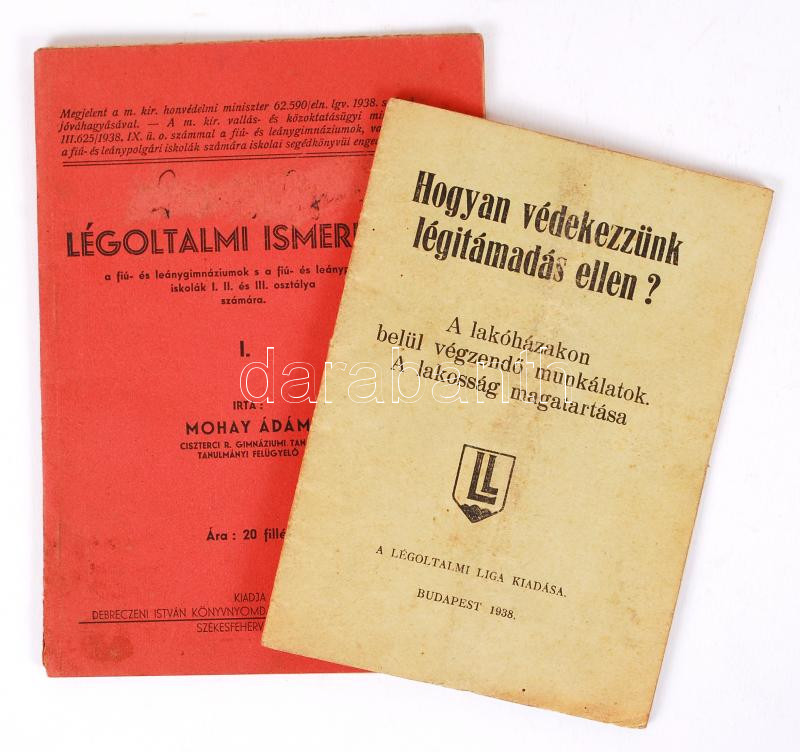 Megjelent a m. kir. honvédelmi miniszter 62.590/eln. lgv. 1938. s
jóváhagyásával. — A m. kir. vallás- és közoktatásügyi mi
III.625/1938. IX. ü. o. számmal a fiú- és leánygimnáziumok, va
a fiú- és leánypolgári iskolák számára iskolai segédkönyvül enge
LÉGOLTALMI ISMER
a fiú- és leánygimnáziumok s a fiú- és leányp
iskolák I. II. és III. osztálya
számára.
I.
IRTA :
MOHAY ÁDÁM
CISZTERCI R. GIMNÁZIUMI TAN
TANULMÁNYI FELÜGYELŐ
Ára : 20 fillé
KIADJA
DEBRECZENI ISTVÁN KÖNYVNYOMD
SZÉKESFEHÉRV
Hogyan védekezzünk
légitámadás ellen ?
A lakóházakon
belül végzendő munkálatok.
A lakosság magatartása
LL
A LÉGOLTALMI LIGA KIADÁSA.
BUDAPEST 1938.
darabanth